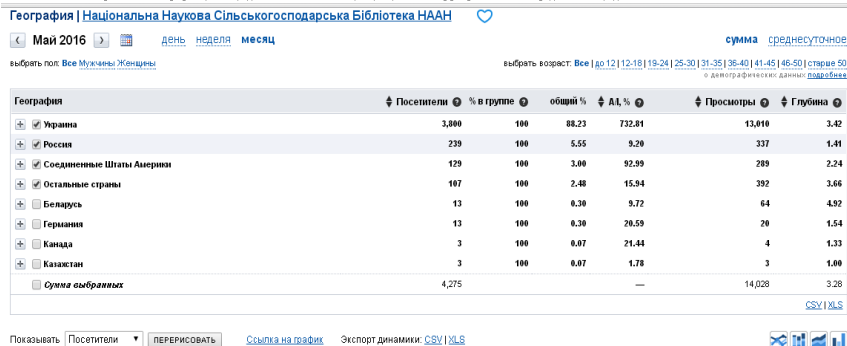 География | Національна Наукова Сільськогосподарська Бібліотека НААН
Май 2016 день неделя месяц сумма среднесуточное
выбрать пол: Все Мужчины Женщины выбрать возраст: Все | до 12 | 12-18 | 19-24 | 25-30 | 31-35 | 36-40 | 41-45 | 46-50 | старше 50
о демографических данных подробнее
География Посетители % в группе общий % А/I, % Просмотры Глубина
Украина 3,800 100 88.23 732.81 13,010 3.42
Россия 239 100 5.55 9.20 337 1.41
Соединенные Штаты Америки 129 100 3.00 92.99 289 2.24
Остальные страны 107 100 2.48 15.94 392 3.66
Беларусь 13 100 0.30 9.72 64 4.92
Германия 13 100 0.30 20.59 20 1.54
Канада 3 100 0.07 21.44 4 1.33
Казахстан 3 100 0.07 1.78 3 1.00
Сумма выбранных 4,275 — 14,028 3.28
CSV | XLS
Показывать Посетители ПЕРЕРИСОВАТЬ Ссылка на график Экспорт динамики: CSV | XLS